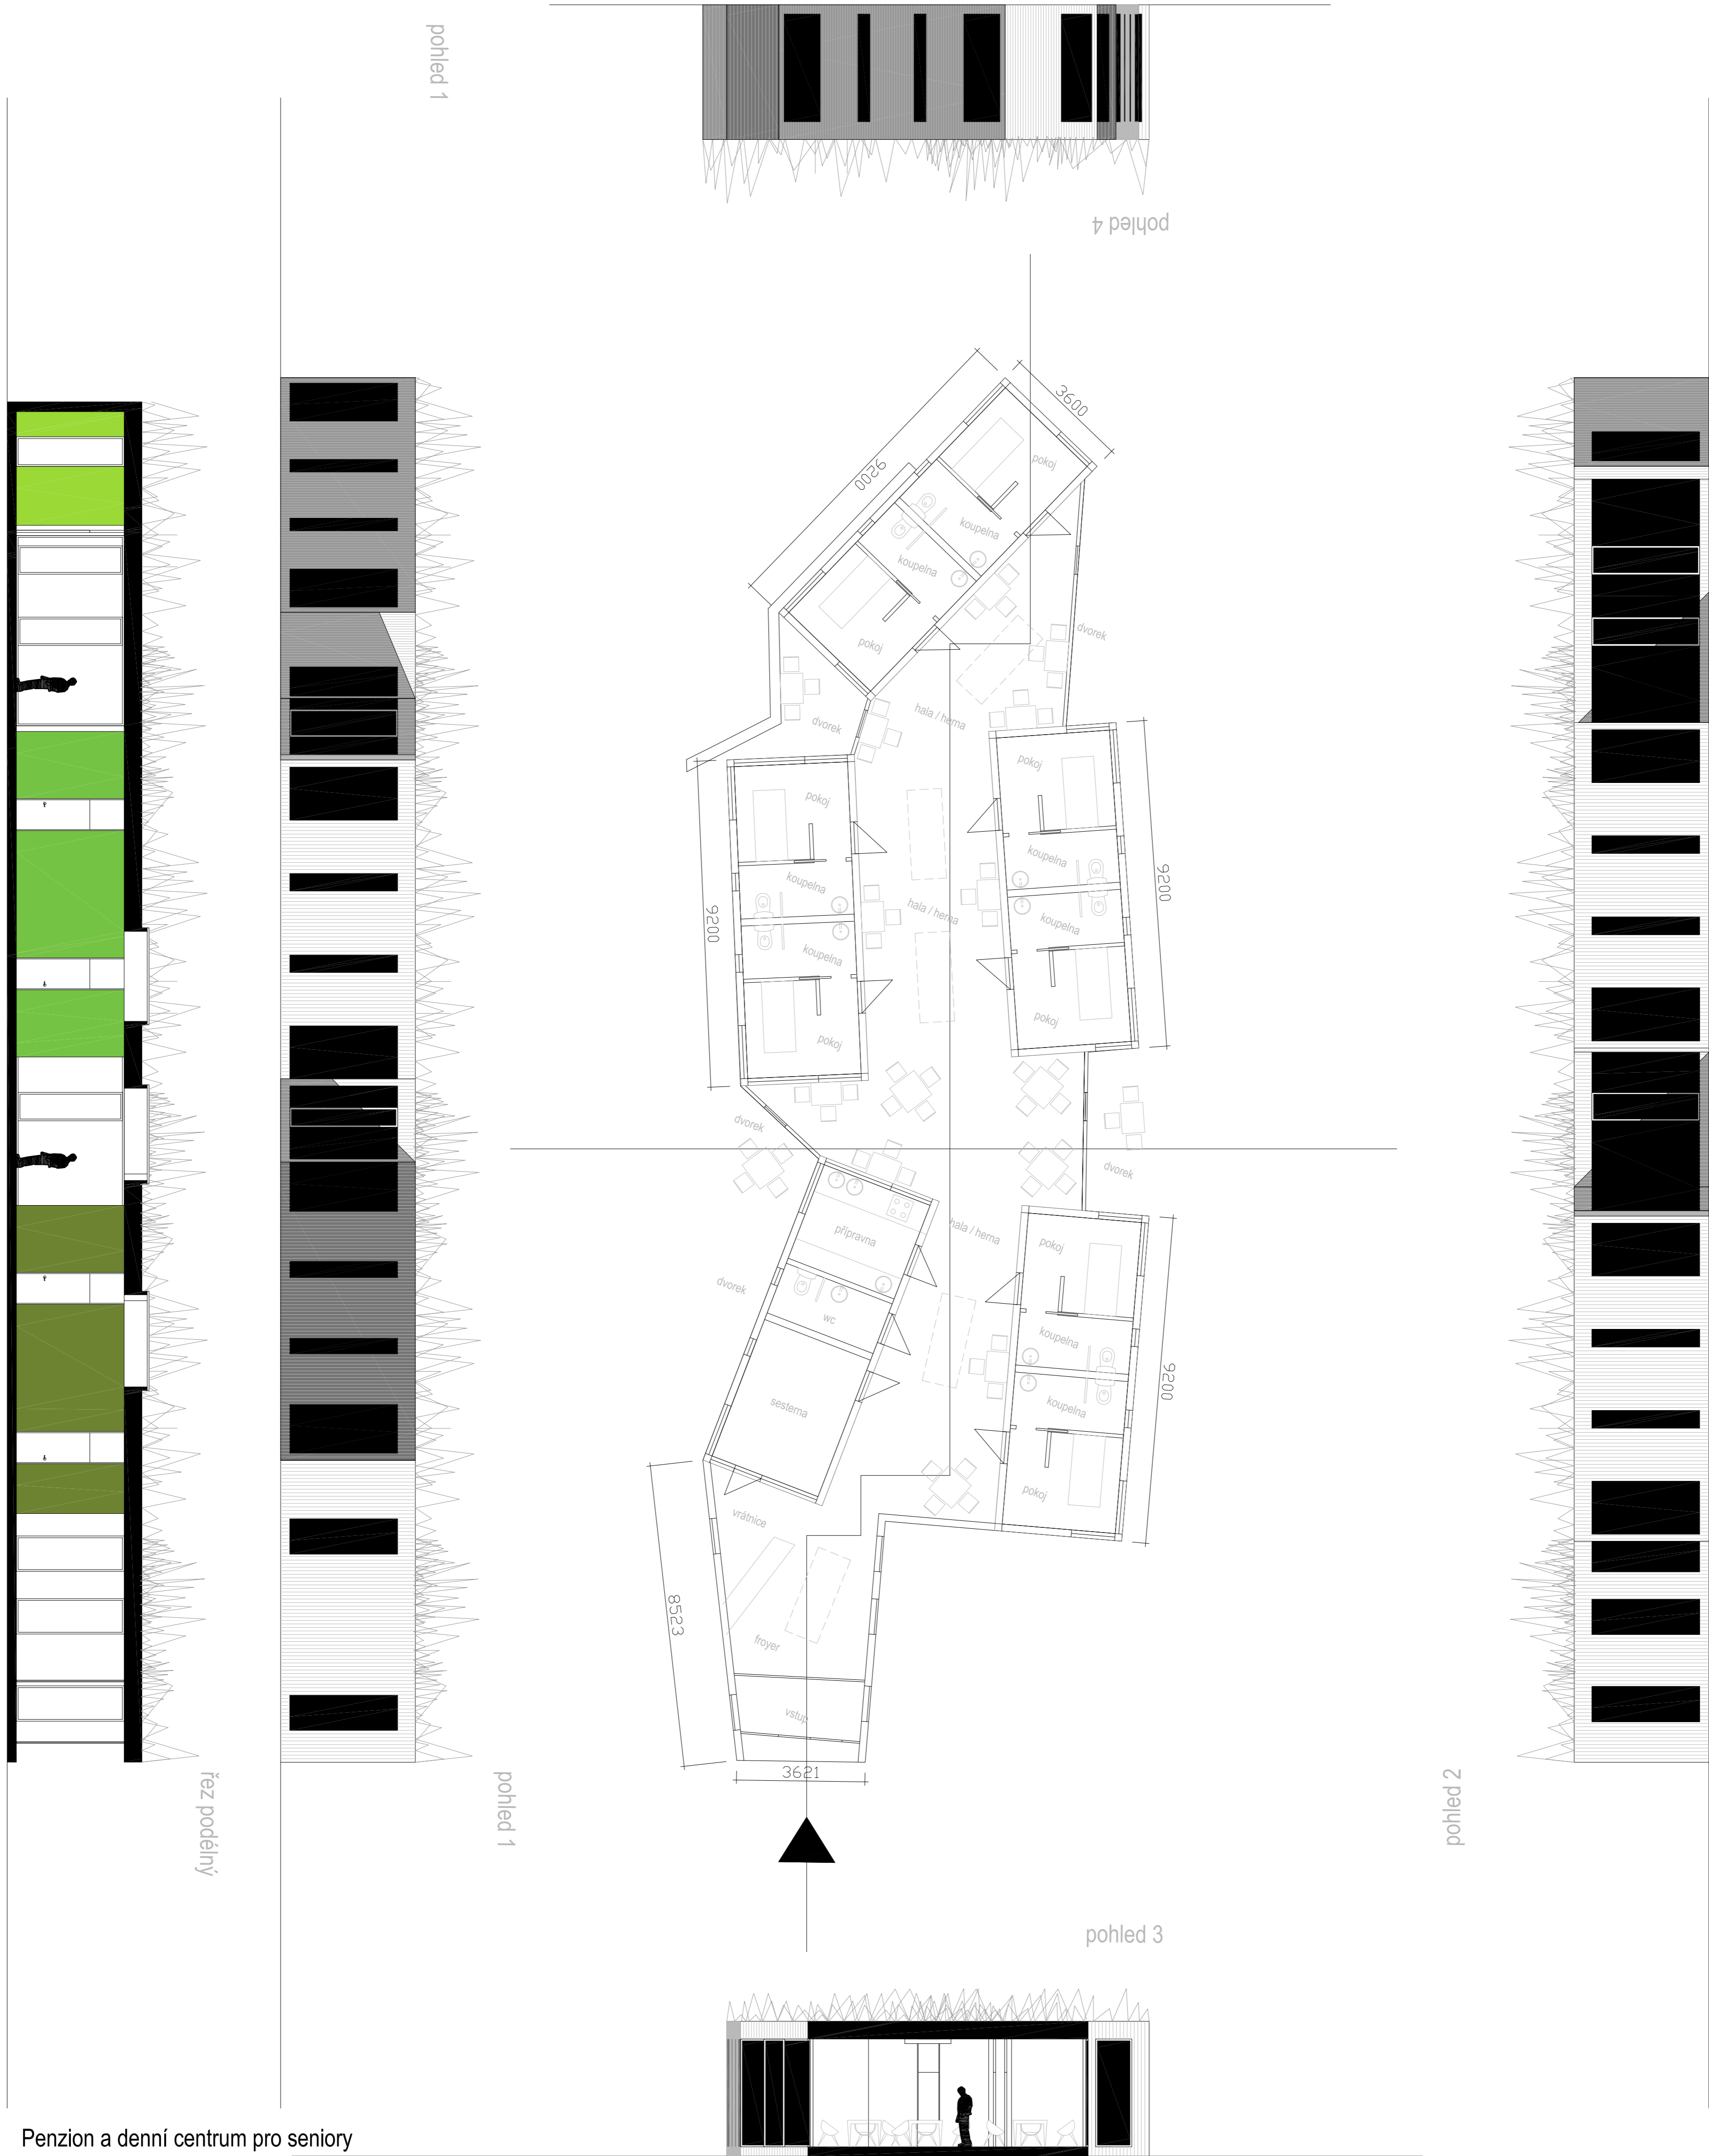 pohled 1
pohled 4
3600
9200
pokoj
koupelna
koupelna
pokoj
dvorek
dvorek
hala / herna
pokoj
pokoj
koupelna
koupelna
9200
9200
hala / herna
koupelna
koupelna
pokoj
pokoj
dvorek
dvorek
hala / herna
přípravna
pokoj
dvorek
wc
koupelna
9200
sesterna
koupelna
pokoj
vrátnice
8523
froyer
vstup
3621
řez podélný
pohled 1
pohled 2
pohled 3
Penzion a denní centrum pro seniory